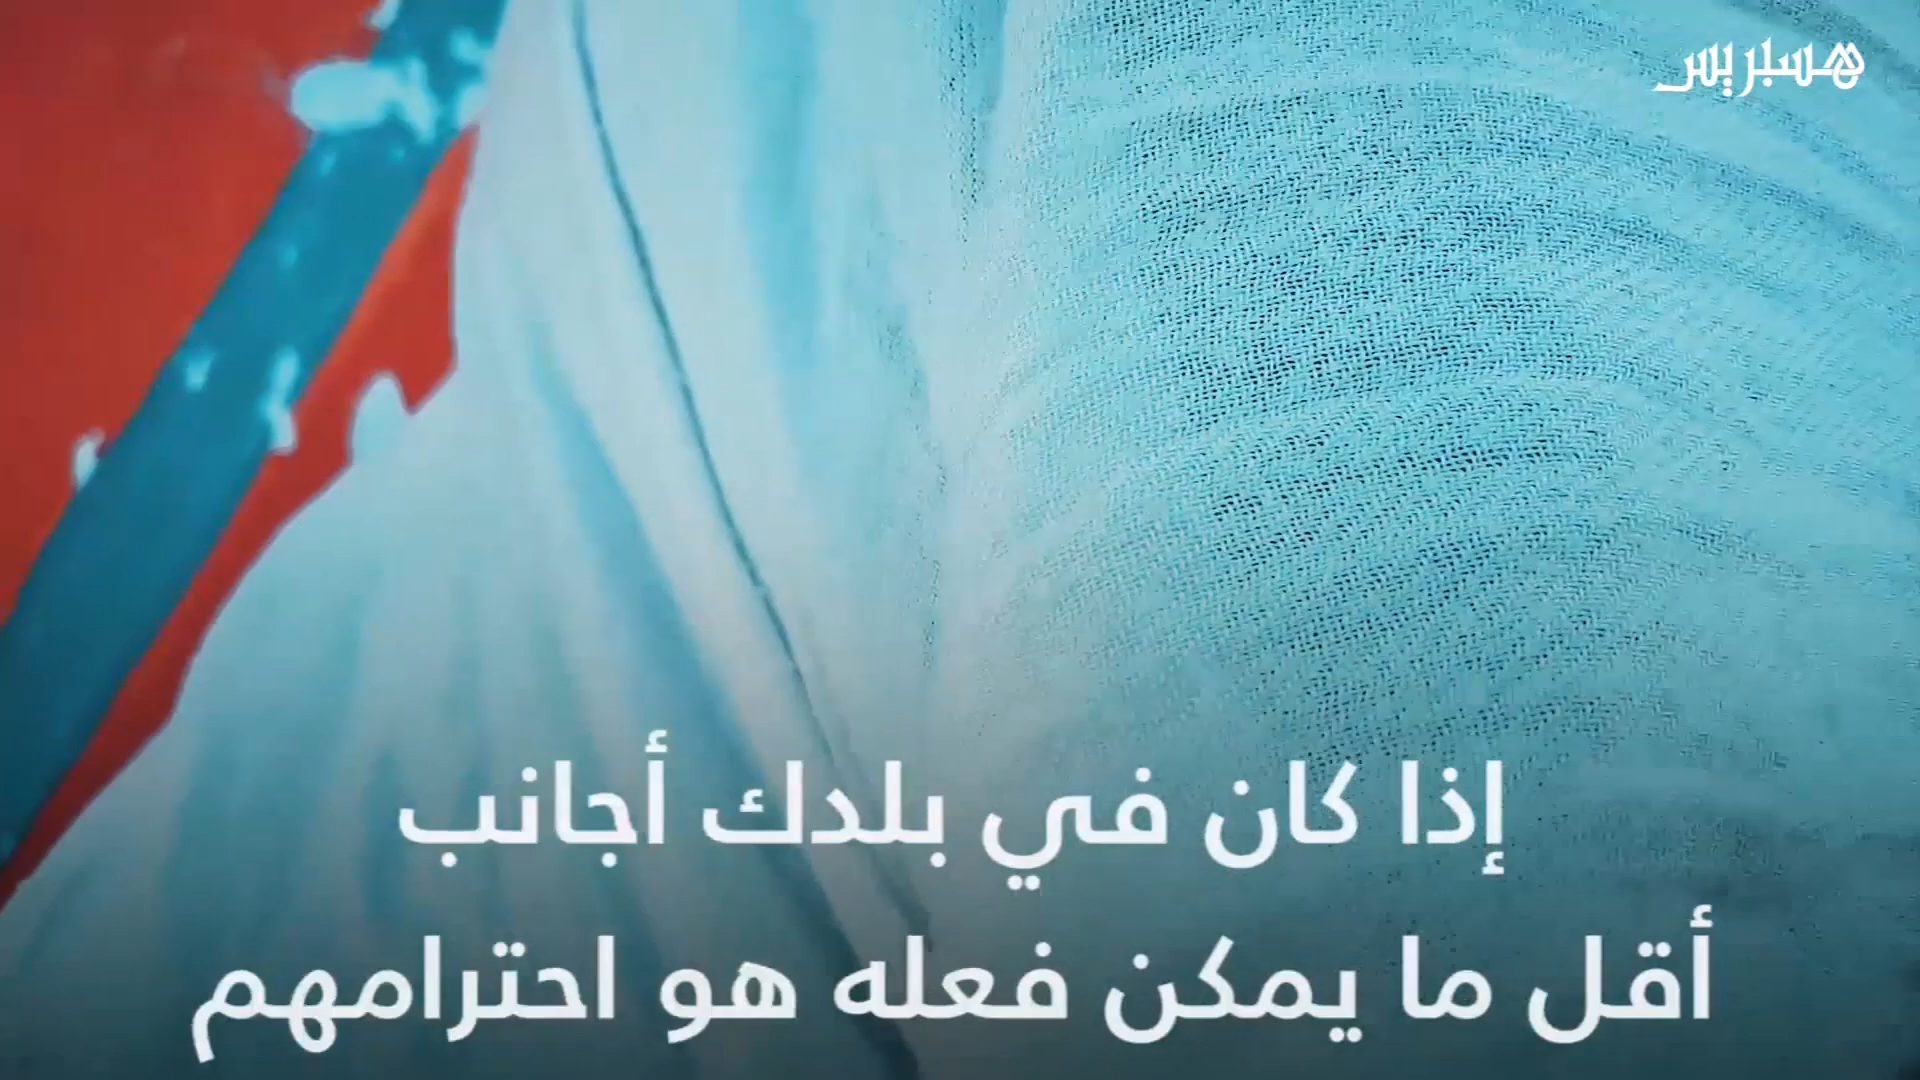 هسبريس
إذا كان في بلدك أجانب
أقل ما يمكن فعله هو احترامهم